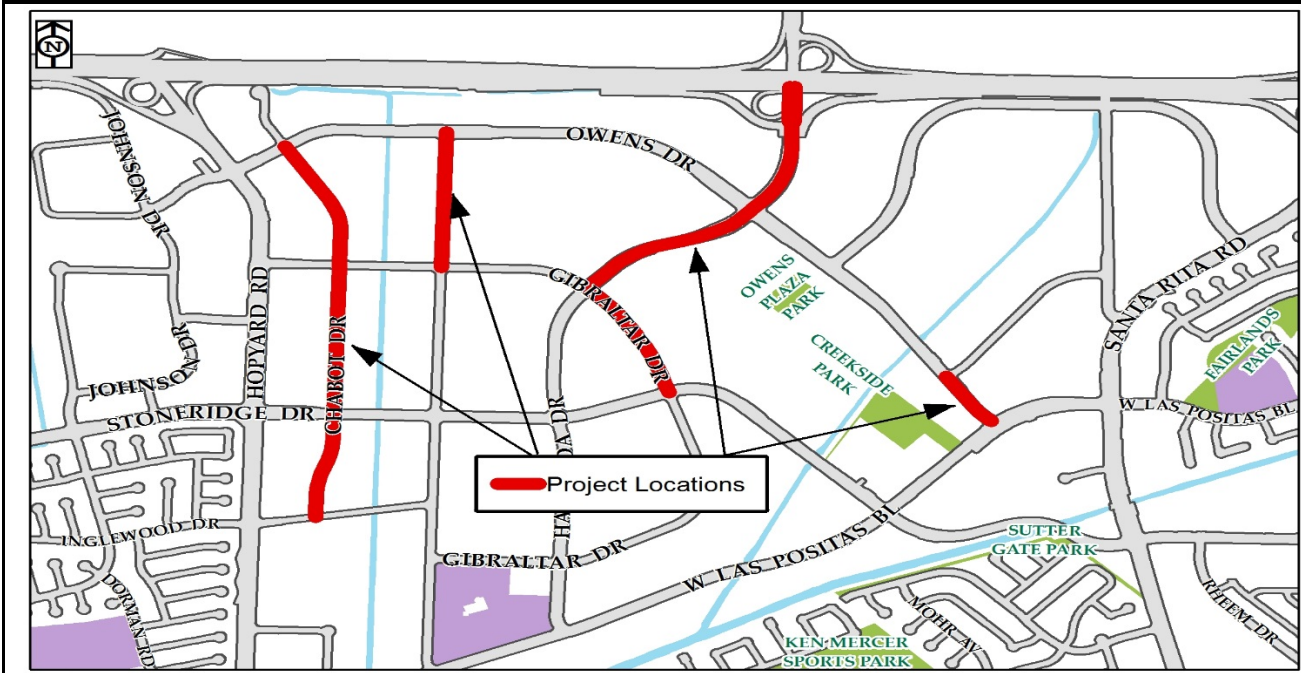 N
JOHNSON DR
OWENS DR
HOPYARD RD
GIBRALTAR DR
OWENS
PLAZA
PARK
SANTA RITA RD
CREEKSIDE
PARK
FAIRLANDS
PARK
JOHNSON DR
CHABOT DR
STONERIDGE DR
W LAS POSITAS BL
DA DR
Project Locations
INGLEWOOD DR
GIBRALTAR DR
W LAS POSITAS BL
SUTTER
GATE PARK
DORMAN RD
MOHR AV
RHEEM DR
KEN MERCER
SPORTS PARK